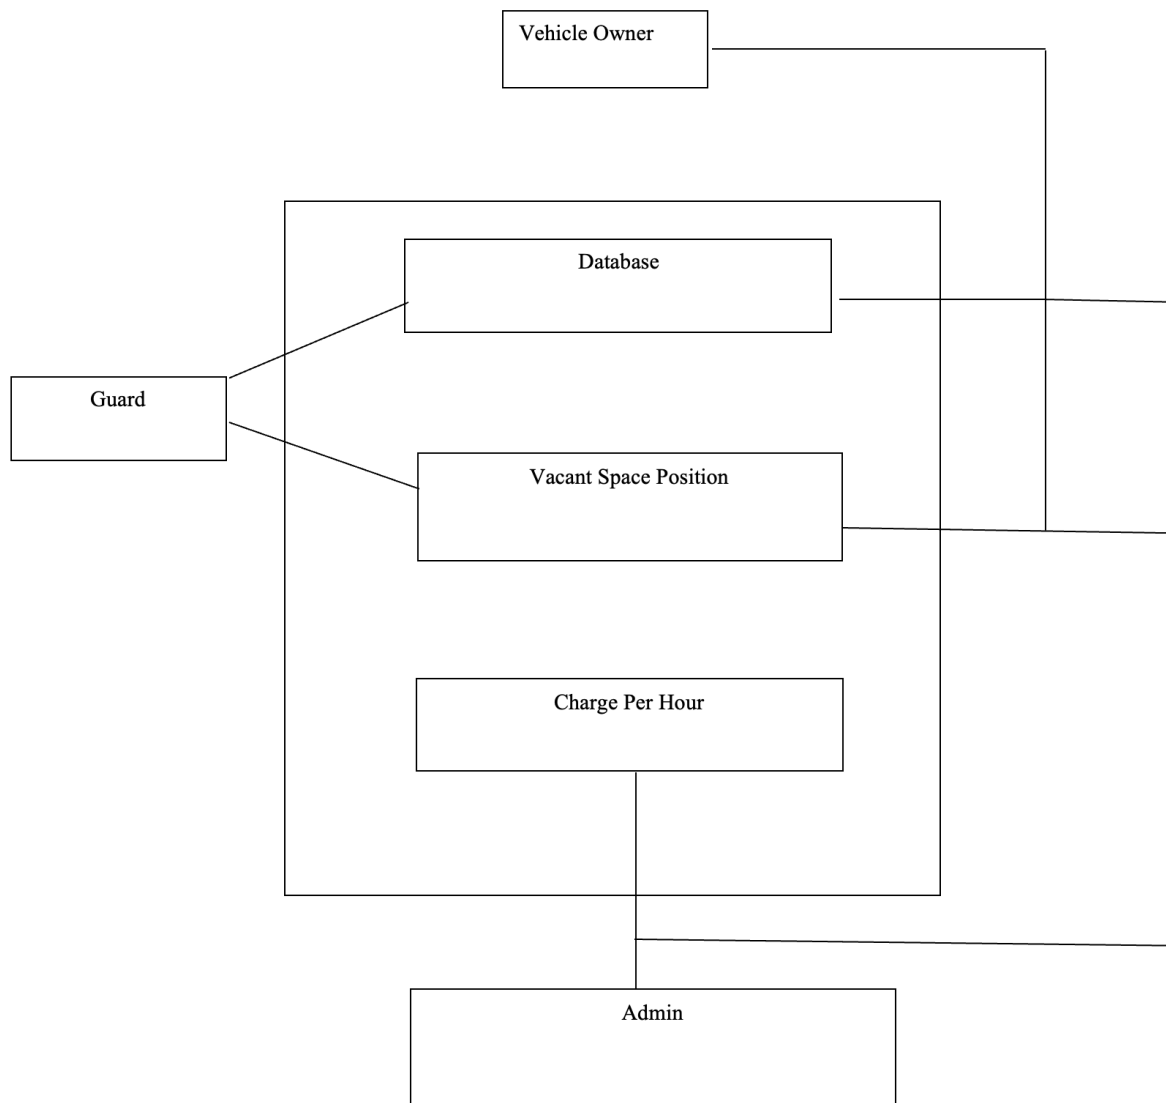 Vehicle Owner
Database
Guard
Vacant Space Position
Charge Per Hour
Admin